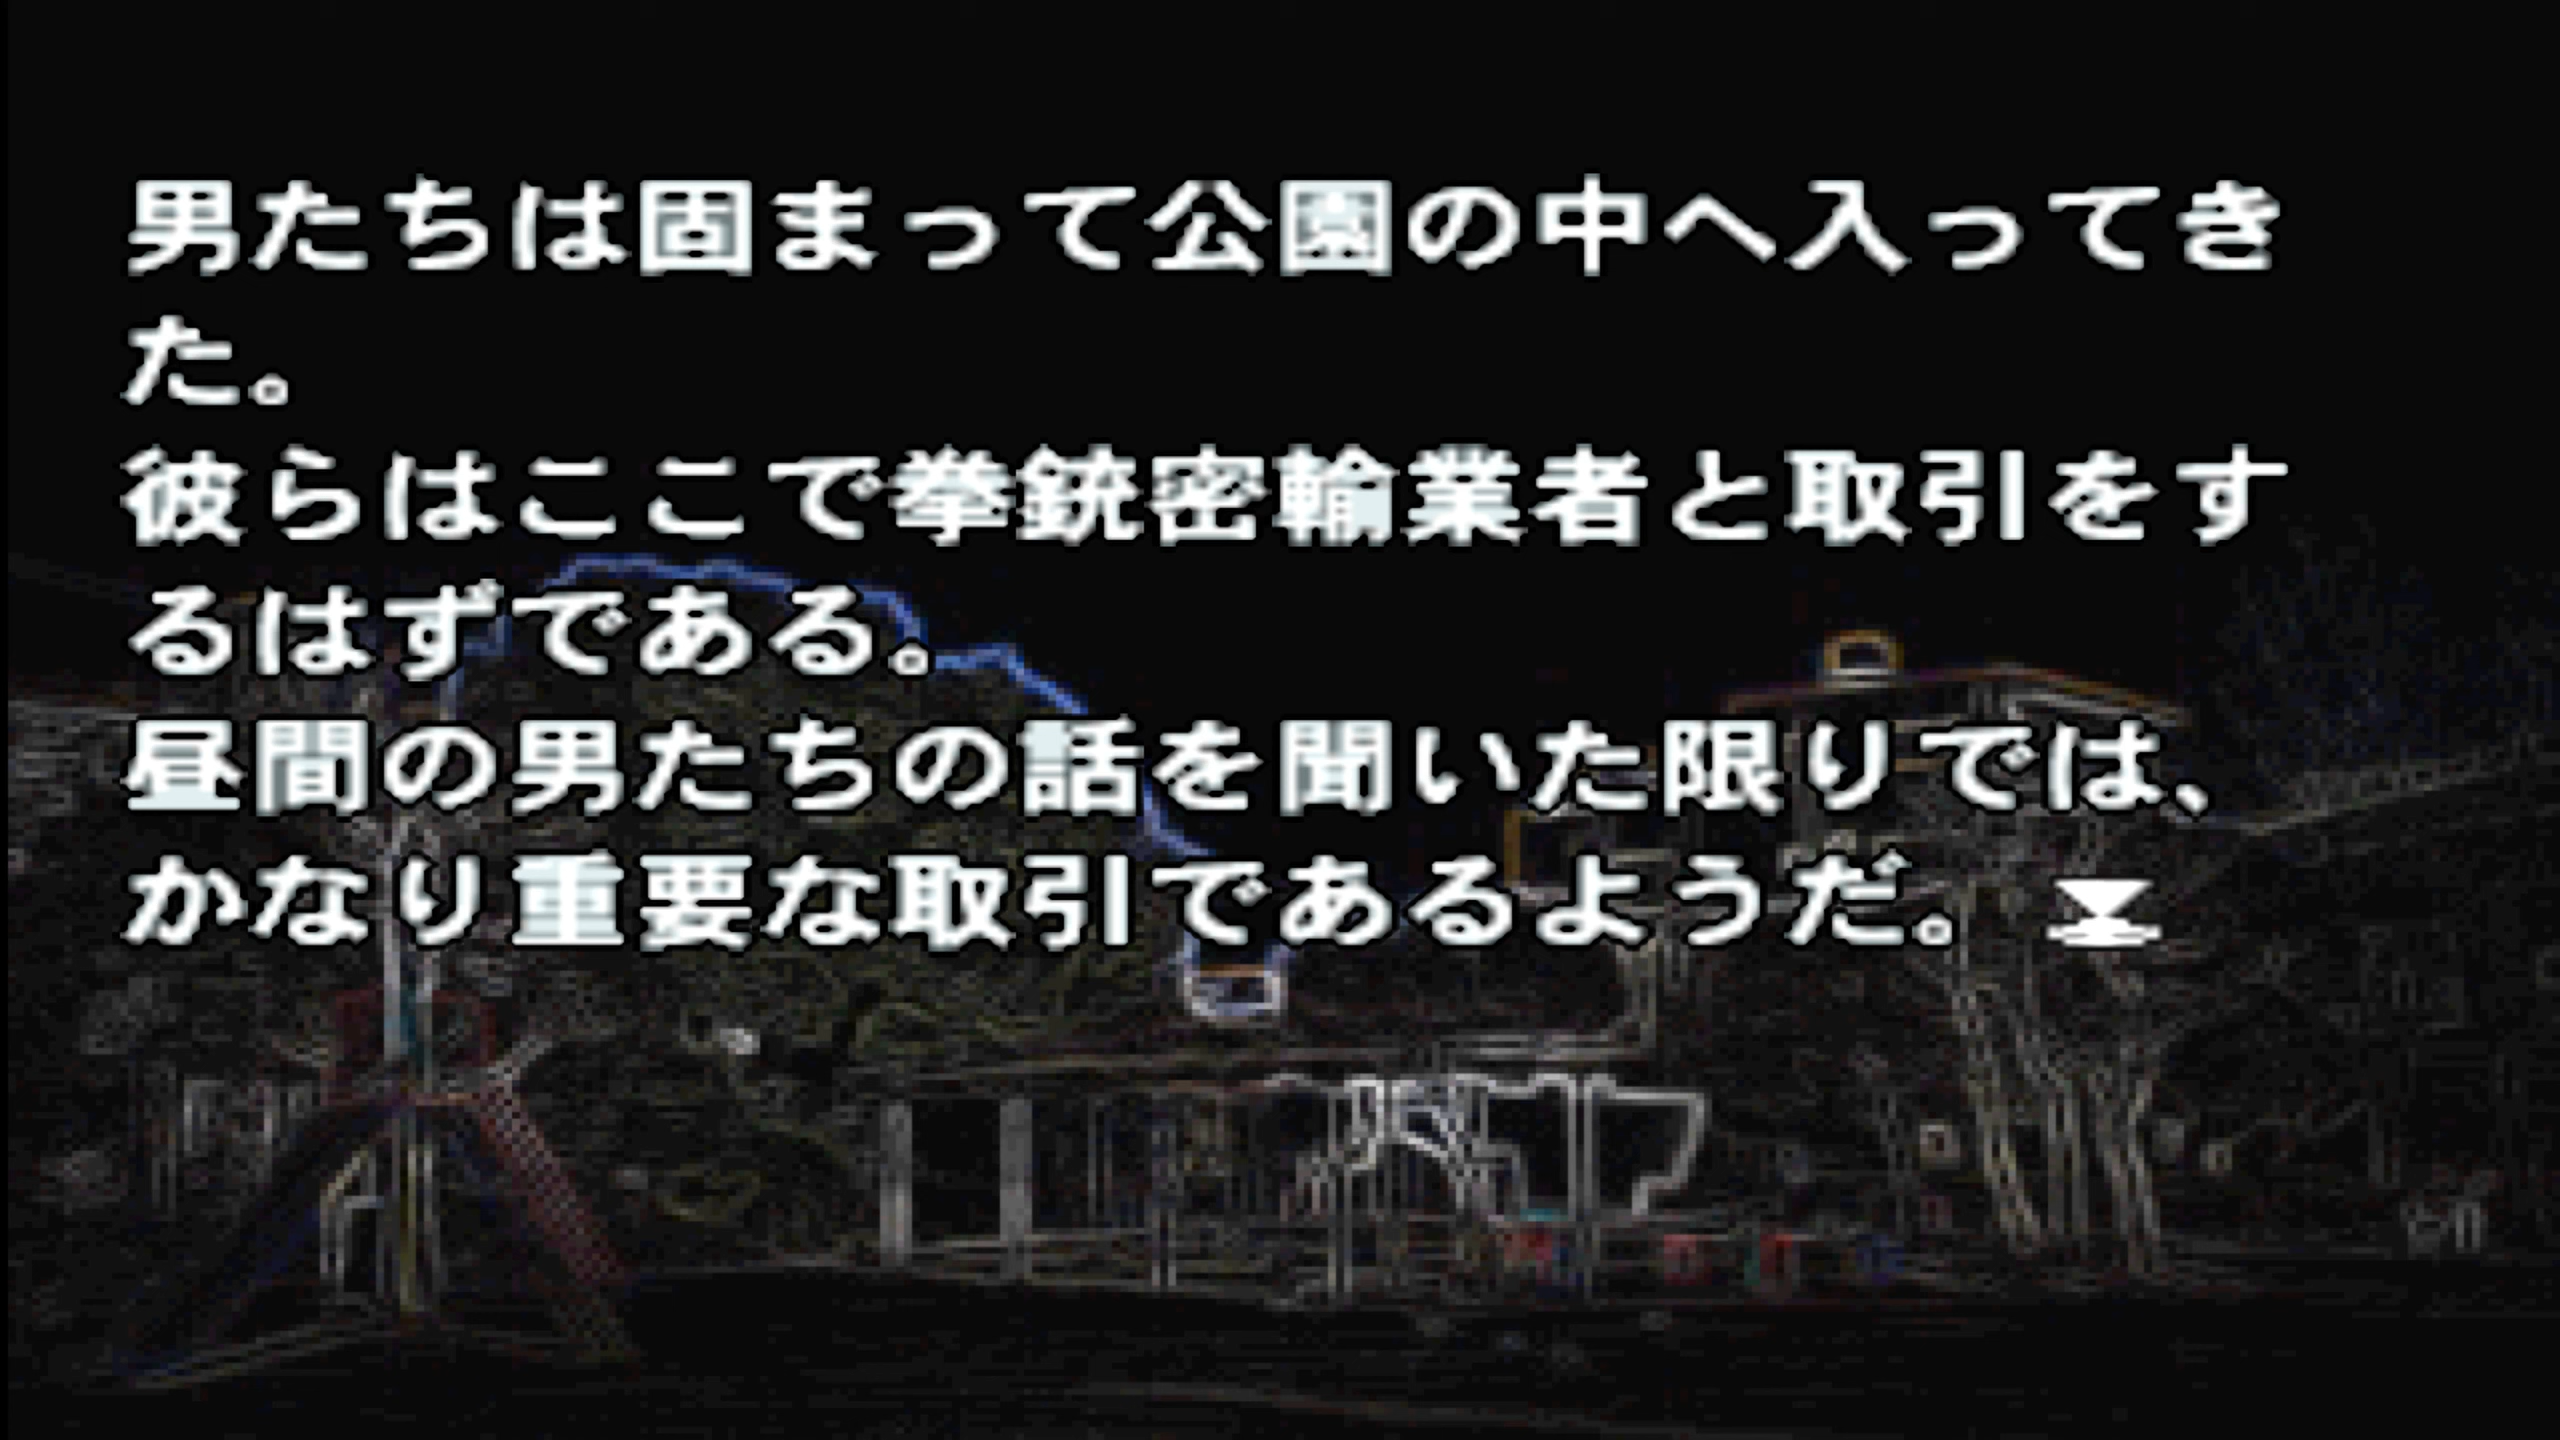 男たちは固まって公園の中へ入ってき
た。
彼らはここで拳銃密輸業者と取引をす
るはずである。
昼間の男たちの話を聞いた限りでは、
かなり重要な取引であるようだ。